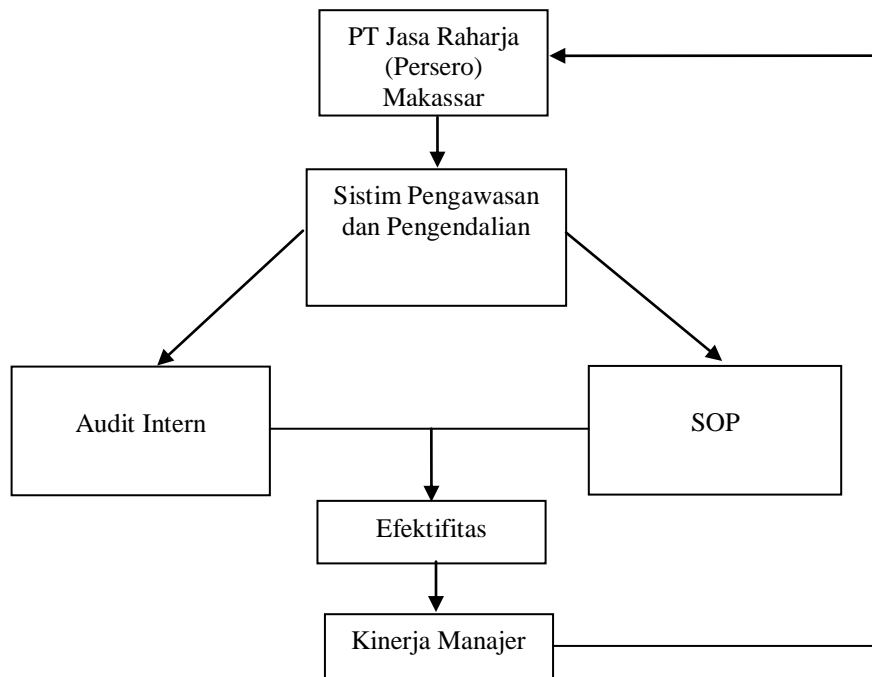 PT Jasa Raharja
(Persero)
Makassar
Sistim Pengawasan
dan Pengendalian
Audit Intern
SOP
Efektifitas
Kinerja Manajer